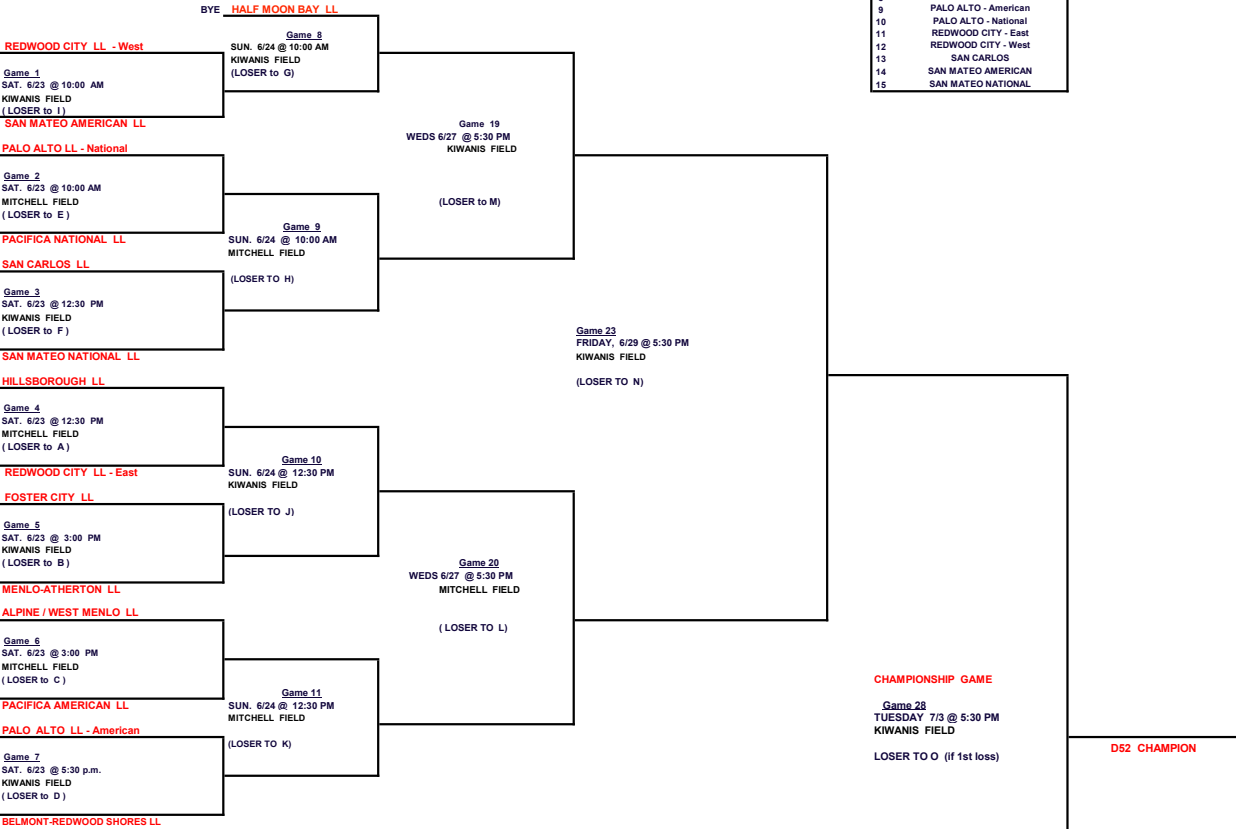 BYE HALF MOON BAY LL
Game 8
SUN. 6/24 @ 10:00 AM
KIWANIS FIELD
(LOSER to G)
REDWOOD CITY LL - West
Game 1
SAT. 6/23 @ 10:00 AM
KIWANIS FIELD
( LOSER to I )
SAN MATEO AMERICAN LL
PALO ALTO LL - National
Game 2
SAT. 6/23 @ 10:00 AM
MITCHELL FIELD
( LOSER to E )
PACIFICA NATIONAL LL
Game 9
SUN. 6/24 @ 10:00 AM
MITCHELL FIELD
(LOSER TO H)
SAN CARLOS LL
Game 3
SAT. 6/23 @ 12:30 PM
KIWANIS FIELD
( LOSER to F )
SAN MATEO NATIONAL LL
HILLSBOROUGH LL
Game 4
SAT. 6/23 @ 12:30 PM
MITCHELL FIELD
( LOSER to A )
REDWOOD CITY LL - East
Game 10
SUN. 6/24 @ 12:30 PM
KIWANIS FIELD
(LOSER TO J)
FOSTER CITY LL
Game 5
SAT. 6/23 @ 3:00 PM
KIWANIS FIELD
( LOSER to B )
MENLO-ATHERTON LL
ALPINE / WEST MENLO LL
Game 6
SAT. 6/23 @ 3:00 PM
MITCHELL FIELD
( LOSER to C )
PACIFICA AMERICAN LL
Game 11
SUN. 6/24 @ 12:30 PM
MITCHELL FIELD
(LOSER TO K)
PALO ALTO LL - American
Game 7
SAT. 6/23 @ 5:30 p.m.
KIWANIS FIELD
( LOSER to D )
BELMONT-REDWOOD SHORES LL
Game 19
WEDS 6/27 @ 5:30 PM
KIWANIS FIELD
(LOSER to M)
Game 20
WEDS 6/27 @ 5:30 PM
MITCHELL FIELD
( LOSER TO L)
Game 23
FRIDAY, 6/29 @ 5:30 PM
KIWANIS FIELD
(LOSER TO N)
9 PALO ALTO - American
10 PALO ALTO - National
11 REDWOOD CITY - East
12 REDWOOD CITY - West
13 SAN CARLOS
14 SAN MATEO AMERICAN
15 SAN MATEO NATIONAL
CHAMPIONSHIP GAME
Game 28
TUESDAY 7/3 @ 5:30 PM
KIWANIS FIELD
LOSER TO O (if 1st loss)
D52 CHAMPION